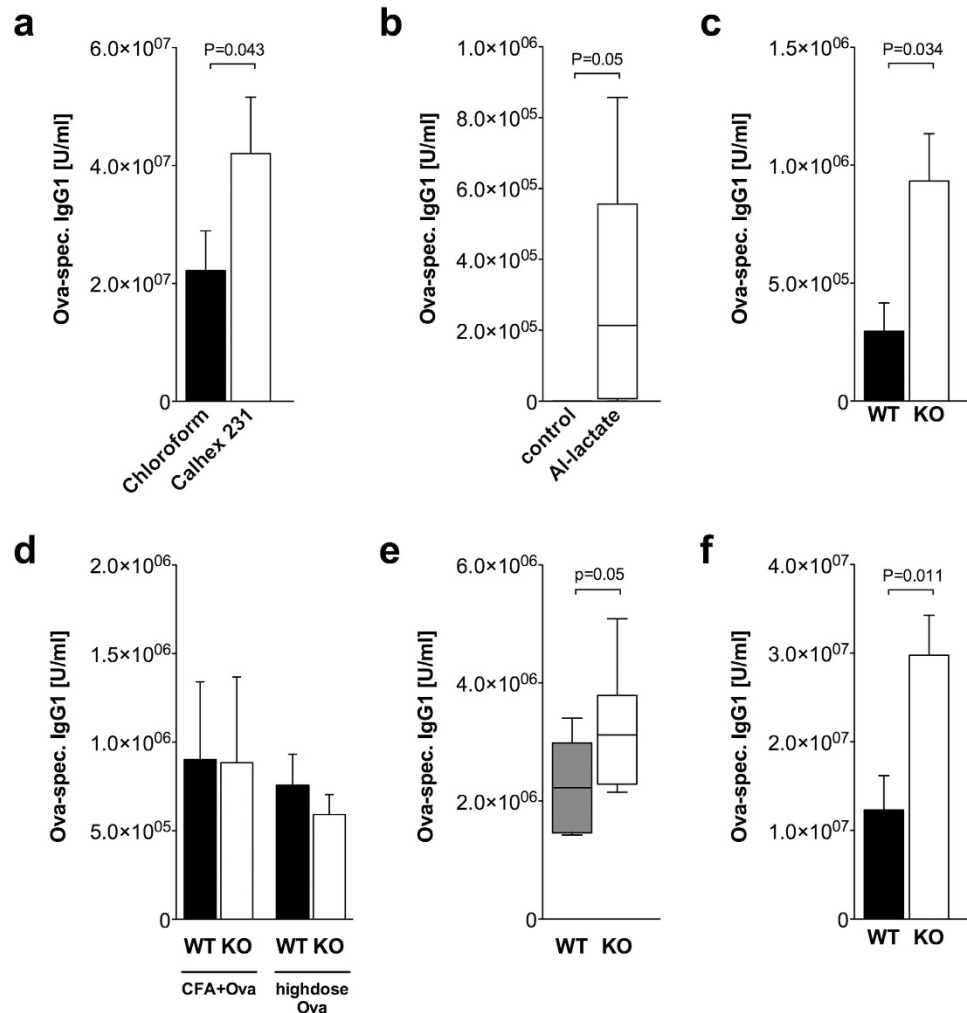 a
6.0×10⁰⁷
4.0×10⁰⁷
2.0×10⁰⁷
0
Ova-spec. IgG1 [U/ml]
P=0.043
Chloroform
Calhex 231
b
1.0×10⁰⁶
8.0×10⁰⁵
6.0×10⁰⁵
4.0×10⁰⁵
2.0×10⁰⁵
0
Ova-spec. IgG1 [U/ml]
P=0.05
control
Al-lactate
c
1.5×10⁰⁶
1.0×10⁰⁶
5.0×10⁰⁵
0
Ova-spec. IgG1 [U/ml]
P=0.034
WT KO
d
2.0×10⁰⁶
1.5×10⁰⁶
1.0×10⁰⁶
5.0×10⁰⁵
0
Ova-spec. IgG1 [U/ml]
WT KO WT KO
CFA+Ova highdose
Ova
e
6.0×10⁰⁶
4.0×10⁰⁶
2.0×10⁰⁶
0
Ova-spec. IgG1 [U/ml]
p=0.05
WT KO
f
4.0×10⁰⁷
3.0×10⁰⁷
2.0×10⁰⁷
1.0×10⁰⁷
0
Ova-spec. IgG1 [U/ml]
P=0.011
WT KO